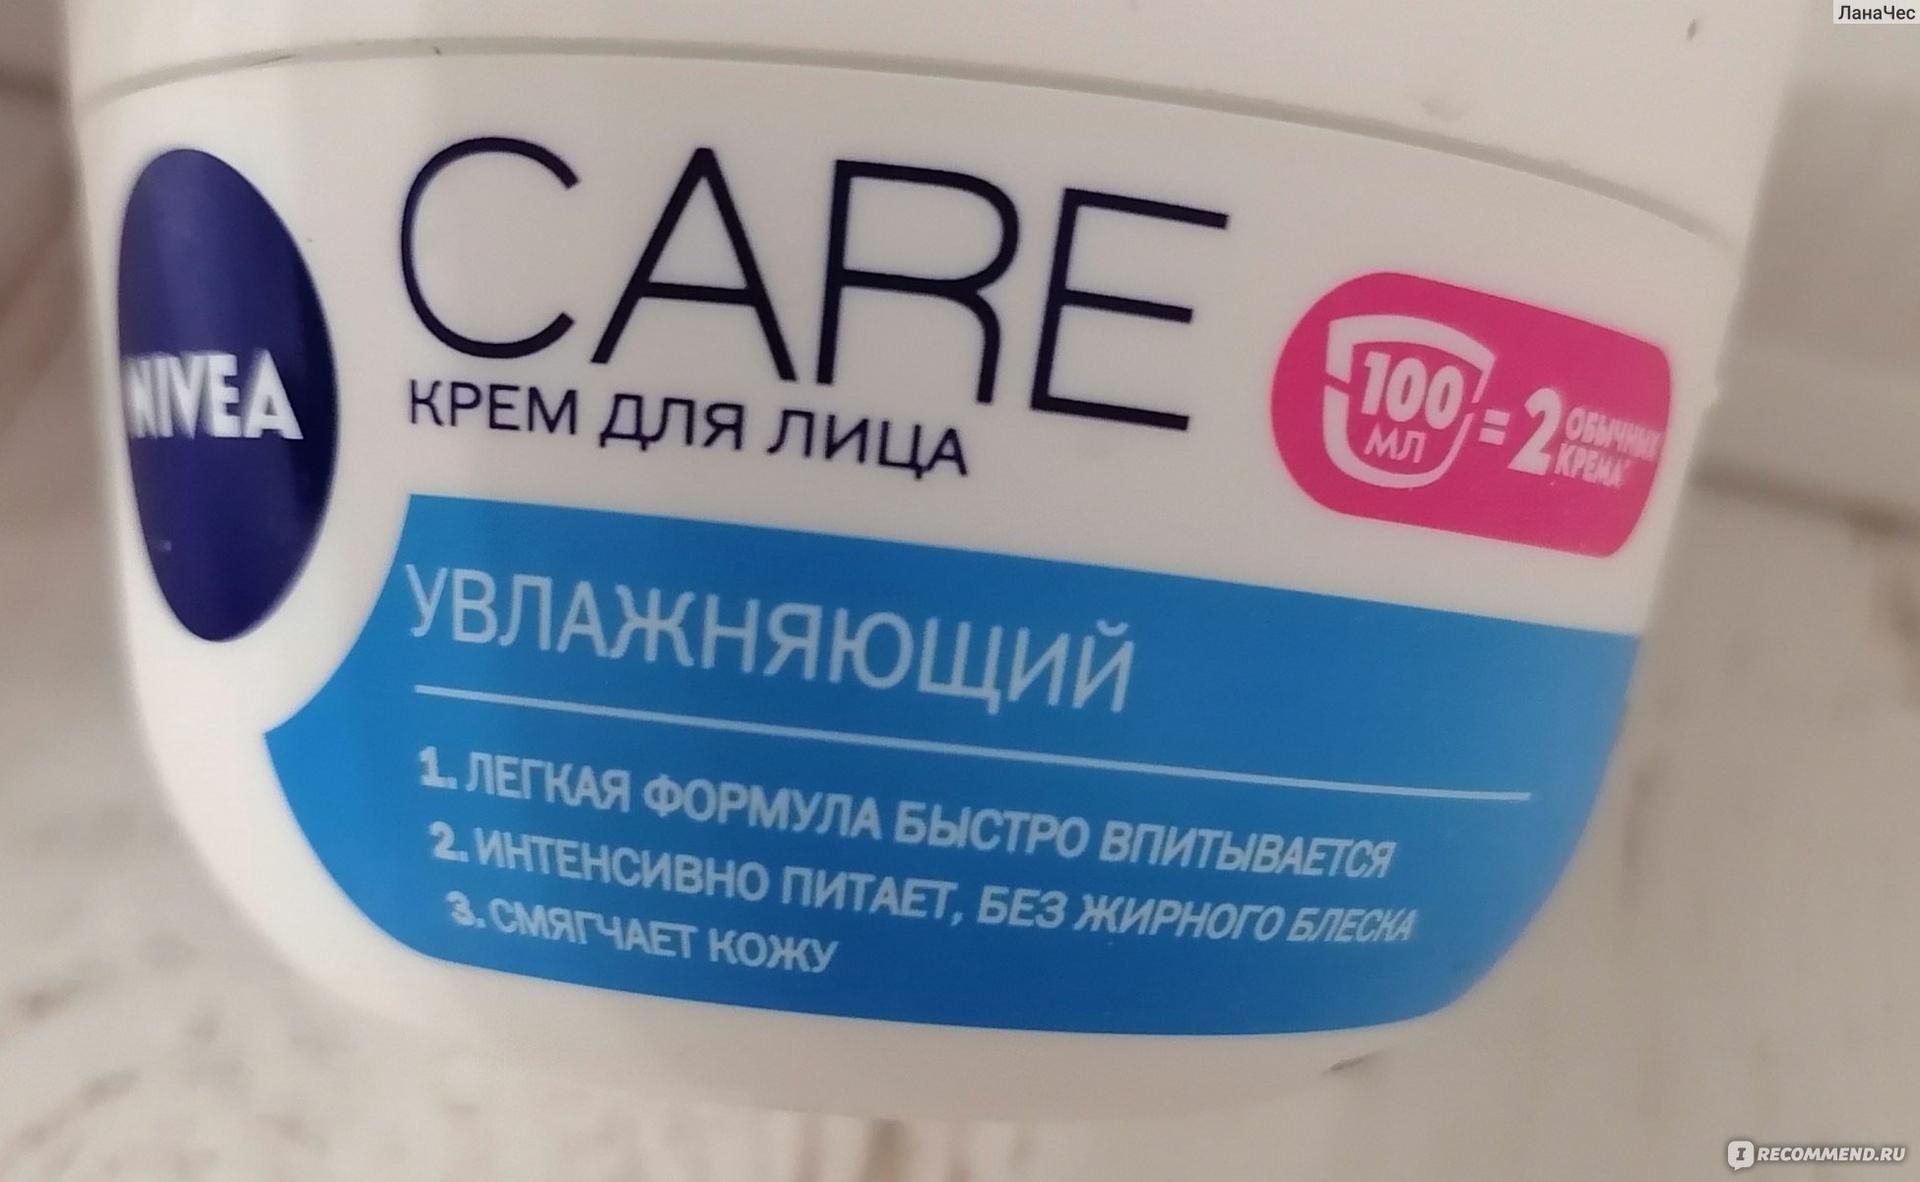 ЛанаЧес
CARE
NIVEA
КРЕМ ДЛЯ ЛИЦА
100
МЛ
= 2
ОБЫЧНЫХ
КРЕМА
УВЛАЖНЯЮЩИЙ
1. ЛЕГКАЯ ФОРМУЛА БЫСТРО ВПИТЫВАЕТСЯ
2. ИНТЕНСИВНО ПИТАЕТ, БЕЗ ЖИРНОГО БЛЕСКА
3. СМЯГЧАЕТ КОЖУ
I RECOMMEND.RU